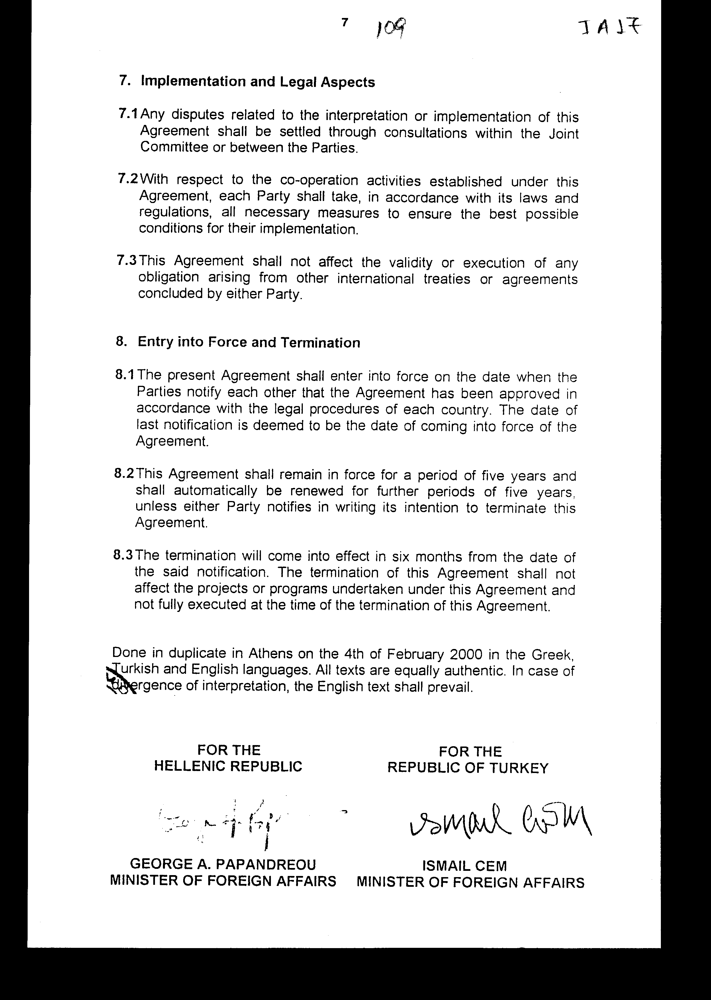 7 109 IA17
7. Implementation and Legal Aspects
7.1 Any disputes related to the interpretation or implementation of this
Agreement shall be settled through consultations within the Joint
Committee or between the Parties.
7.2 With respect to the co-operation activities established under this
Agreement, each Party shall take, in accordance with its laws and
regulations, all necessary measures to ensure the best possible
conditions for their implementation.
7.3 This Agreement shall not affect the validity or execution of any
obligation arising from other international treaties or agreements
concluded by either Party.
8. Entry into Force and Termination
8.1 The present Agreement shall enter into force on the date when the
Parties notify each other that the Agreement has been approved in
accordance with the legal procedures of each country. The date of
last notification is deemed to be the date of coming into force of the
Agreement.
8.2 This Agreement shall remain in force for a period of five years and
shall automatically be renewed for further periods of five years,
unless either Party notifies in writing its intention to terminate this
Agreement.
8.3 The termination will come into effect in six months from the date of
the said notification. The termination of this Agreement shall not
affect the projects or programs undertaken under this Agreement and
not fully executed at the time of the termination of this Agreement.
Done in duplicate in Athens on the 4th of February 2000 in the Greek,
Turkish and English languages. All texts are equally authentic. In case of
divergence of interpretation, the English text shall prevail.
FOR THE
HELLENIC REPUBLIC
FOR THE
REPUBLIC OF TURKEY
ismail Cem
GEORGE A. PAPANDREOU
MINISTER OF FOREIGN AFFAIRS
ISMAIL CEM
MINISTER OF FOREIGN AFFAIRS